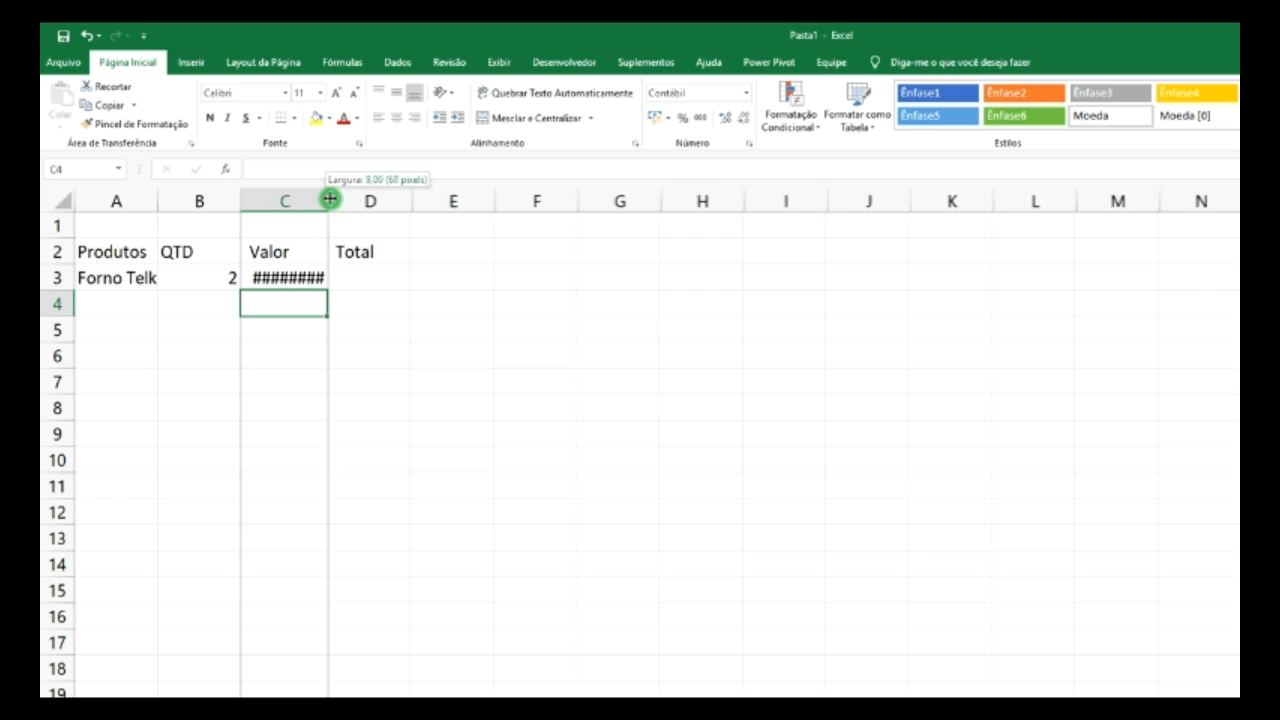 Pasta1 - Excel
Arquivo Página Inicial Inserir Layout da Página Fórmulas Dados Revisão Exibir Desenvolvedor Suplementos Ajuda Power Pivot Equipe Diga-me o que você deseja fazer
Recortar
Copiar
Pincel de Formatação
Colar
Área de Transferência
Calibri 11
N I S
Fonte
Quebrar Texto Automaticamente
Mesclar e Centralizar
Alinhamento
Contábil
% 000
Número
Formatação Condicional
Formatar como Tabela
Ênfase1 Ênfase2 Ênfase3 Ênfase4
Ênfase5 Ênfase6 Moeda Moeda [0]
Estilos
C4 fx
Largura: 9,00 (68 pixels)
A B C D E F G H I J K L M N
1
2 Produtos QTD Valor Total
3 Forno Telk 2 ########
4
5
6
7
8
9
10
11
12
13
14
15
16
17
18
19